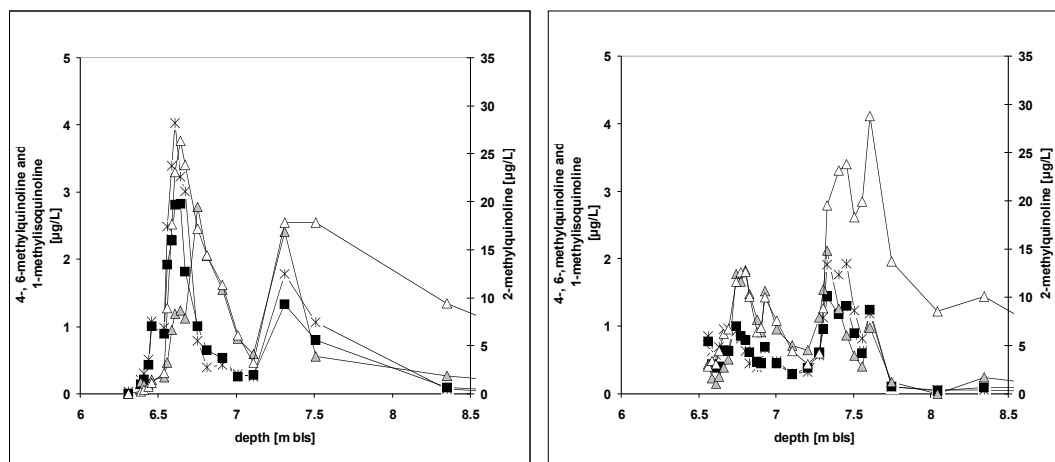 4-, 6-methylquinoline and
1-methylisoquinoline
[µg/L]
5
4
3
2
1
0
35
30
25
20
15
10
5
0
2-methylquinoline [µg/L]
6 6.5 7 7.5 8 8.5
depth [m bls]
4-, 6-, methylquinoline and
1-methylisoquinoline
[µg/L]
5
4
3
2
1
0
35
30
25
20
15
10
5
0
2-methylquinoline [µg/L]
6 6.5 7 7.5 8 8.5
depth [m bls]